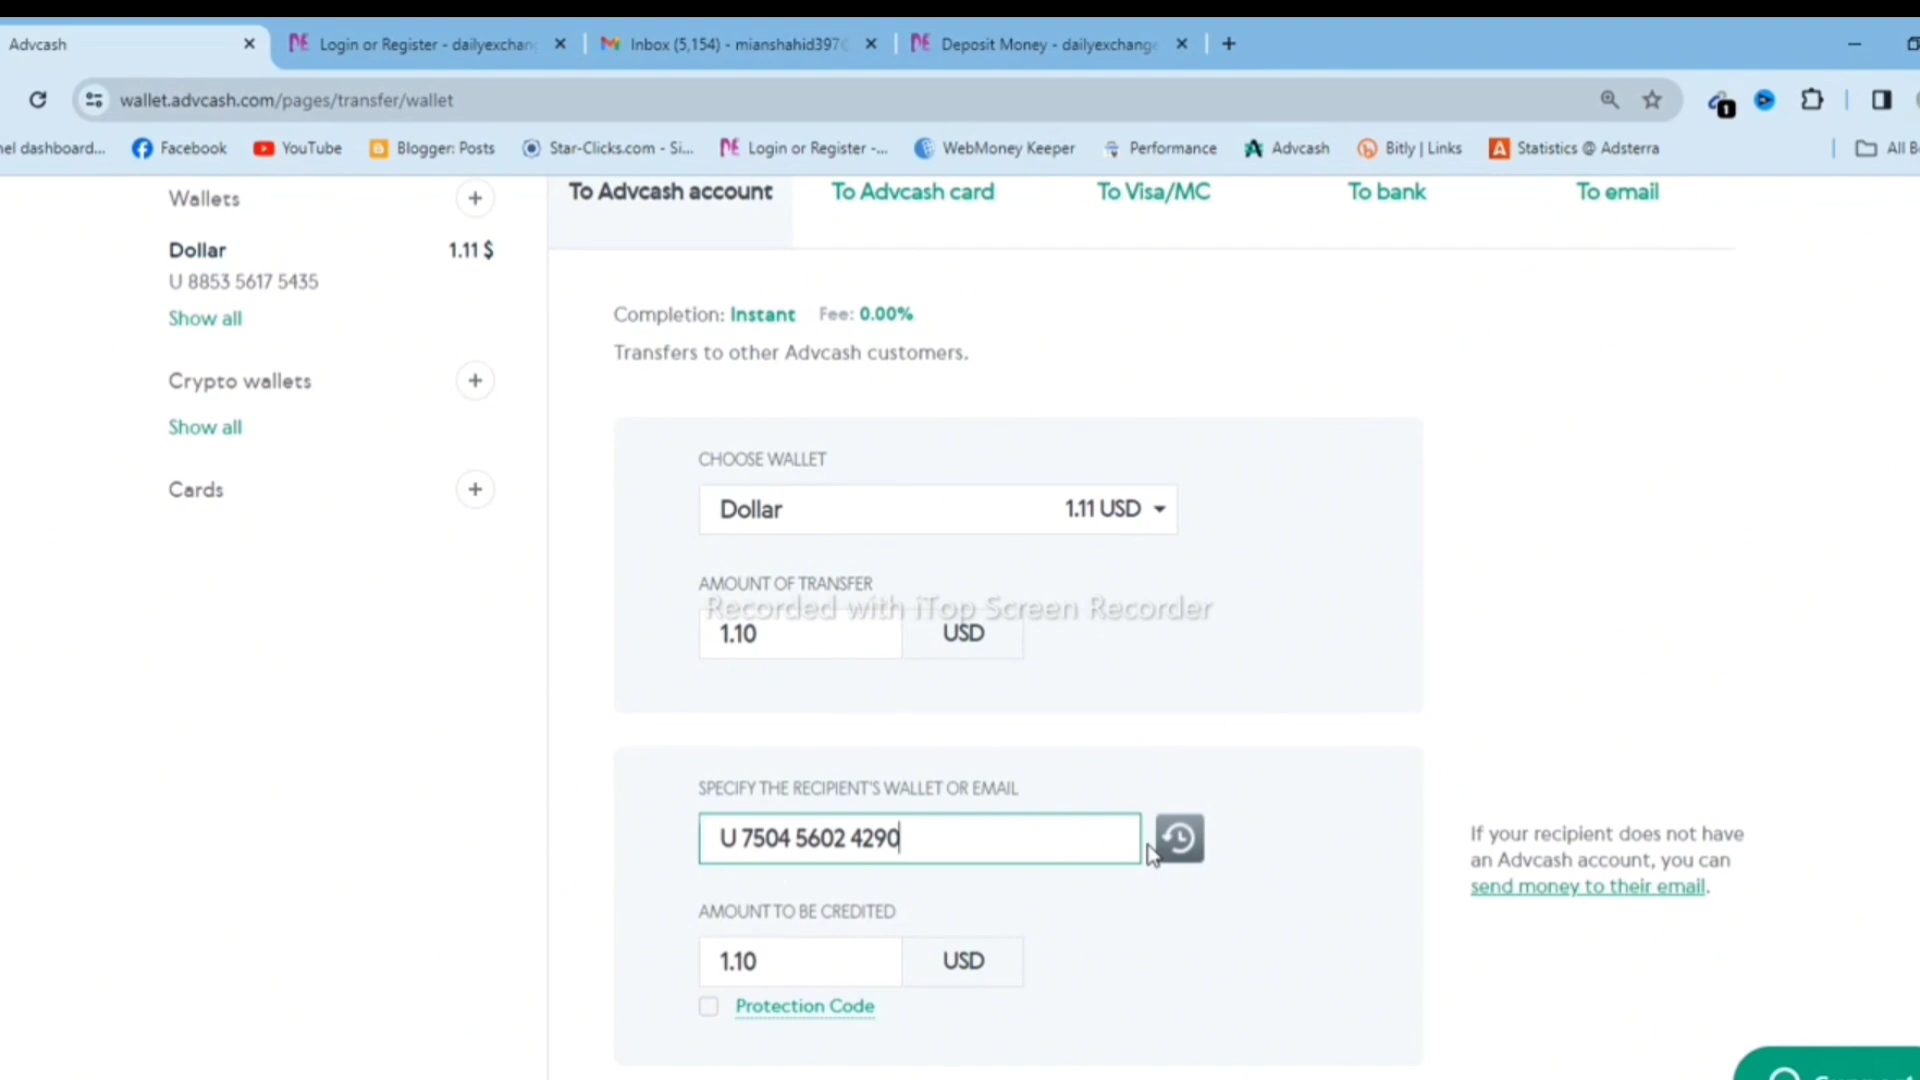 Advcash
Login or Register - dailyexchan
Inbox (5,154) - mianshahid397
Deposit Money - dailyexchange
wallet.advcash.com/pages/transfer/wallet
1
nel dashboard...
Facebook
YouTube
Blogger: Posts
Star-Clicks.com - Si...
Login or Register -...
WebMoney Keeper
Performance
Advcash
Bitly | Links
Statistics @ Adsterra
All B
Wallets
To Advcash account
To Advcash card
To Visa/MC
To bank
To email
Dollar
1.11 $
U 8853 5617 5435
Show all
Completion: Instant Fee: 0.00%
Transfers to other Advcash customers.
Crypto wallets
Show all
Cards
CHOOSE WALLET
Dollar
1.11 USD
AMOUNT OF TRANSFER
Recorded with iTop Screen Recorder
1.10
USD
SPECIFY THE RECIPIENT'S WALLET OR EMAIL
U 7504 5602 4290
If your recipient does not have
an Advcash account, you can
send money to their email.
AMOUNT TO BE CREDITED
1.10
USD
Protection Code